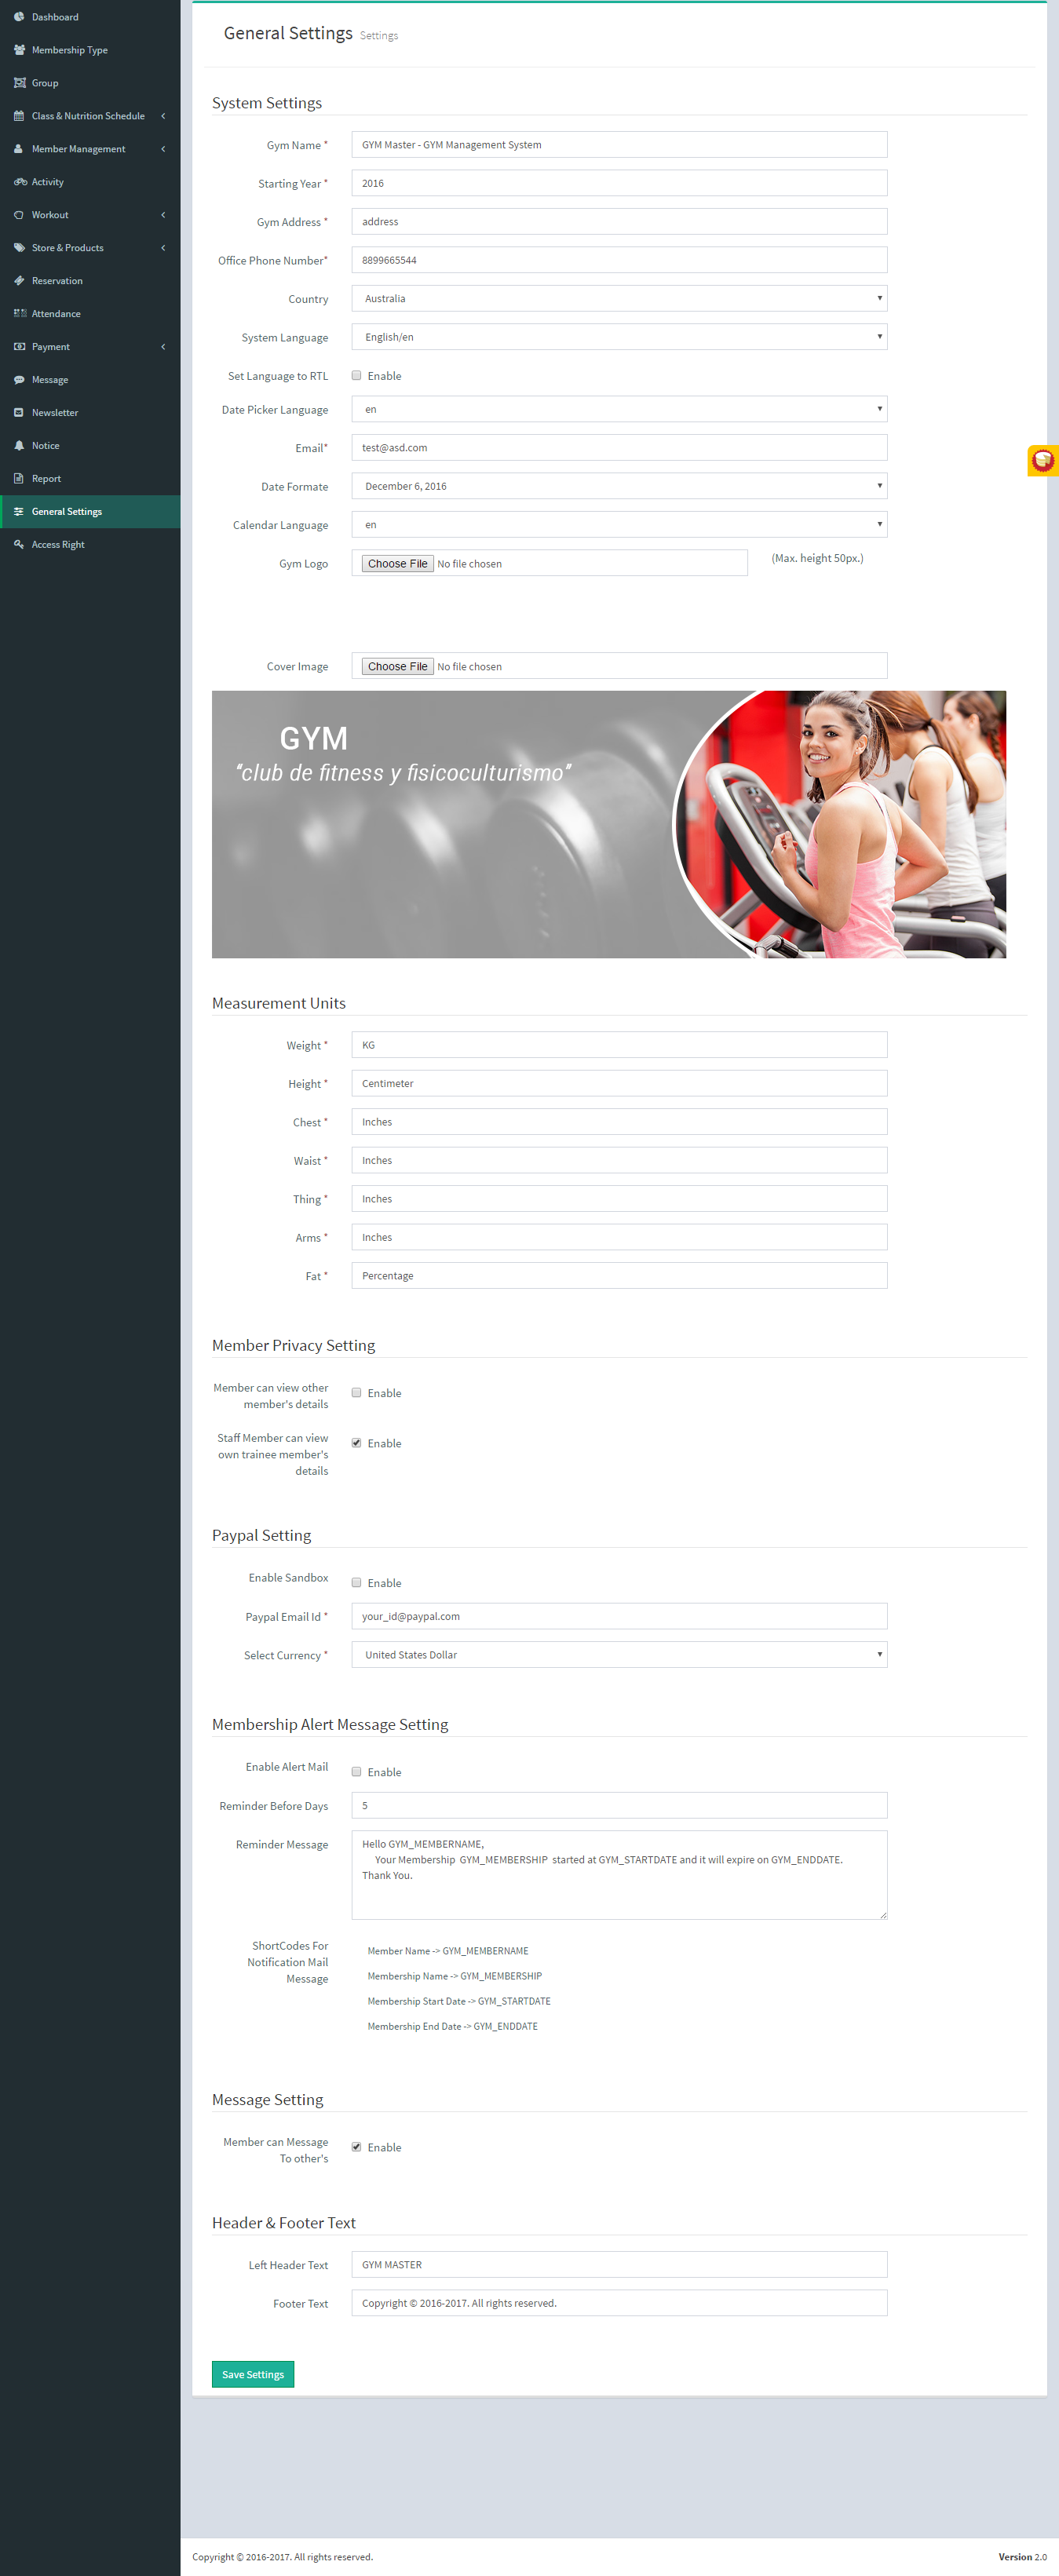 Dashboard
Membership Type
Group
Class & Nutrition Schedule
Member Management
Activity
Workout
Store & Products
Reservation
Attendance
Payment
Message
Newsletter
Notice
Report
General Settings
Access Right
General Settings Settings
System Settings
Gym Name * GYM Master - GYM Management System
Starting Year * 2016
Gym Address * address
Office Phone Number* 8899665544
Country Australia
System Language English/en
Set Language to RTL Enable
Date Picker Language en
Email* test@asd.com
Date Formate December 6, 2016
Calendar Language en
Gym Logo Choose File No file chosen (Max. height 50px.)
Cover Image Choose File No file chosen
GYM
"club de fitness y fisicoculturismo"
Measurement Units
Weight * KG
Height * Centimeter
Chest * Inches
Waist * Inches
Thing * Inches
Arms * Inches
Fat * Percentage
Member Privacy Setting
Member can view other
member's details
Enable
Staff Member can view
own trainee member's
details
Enable
Paypal Setting
Enable Sandbox Enable
Paypal Email Id * your_id@paypal.com
Select Currency * United States Dollar
Membership Alert Message Setting
Enable Alert Mail Enable
Reminder Before Days 5
Reminder Message
Hello GYM_MEMBERNAME,
Your Membership GYM_MEMBERSHIP started at GYM_STARTDATE and it will expire on GYM_ENDDATE.
Thank You.
ShortCodes For
Notification Mail
Message
Member Name -> GYM_MEMBERNAME
Membership Name -> GYM_MEMBERSHIP
Membership Start Date -> GYM_STARTDATE
Membership End Date -> GYM_ENDDATE
Message Setting
Member can Message
To other's
Enable
Header & Footer Text
Left Header Text GYM MASTER
Footer Text Copyright © 2016-2017. All rights reserved.
Save Settings
Copyright © 2016-2017. All rights reserved. Version 2.0